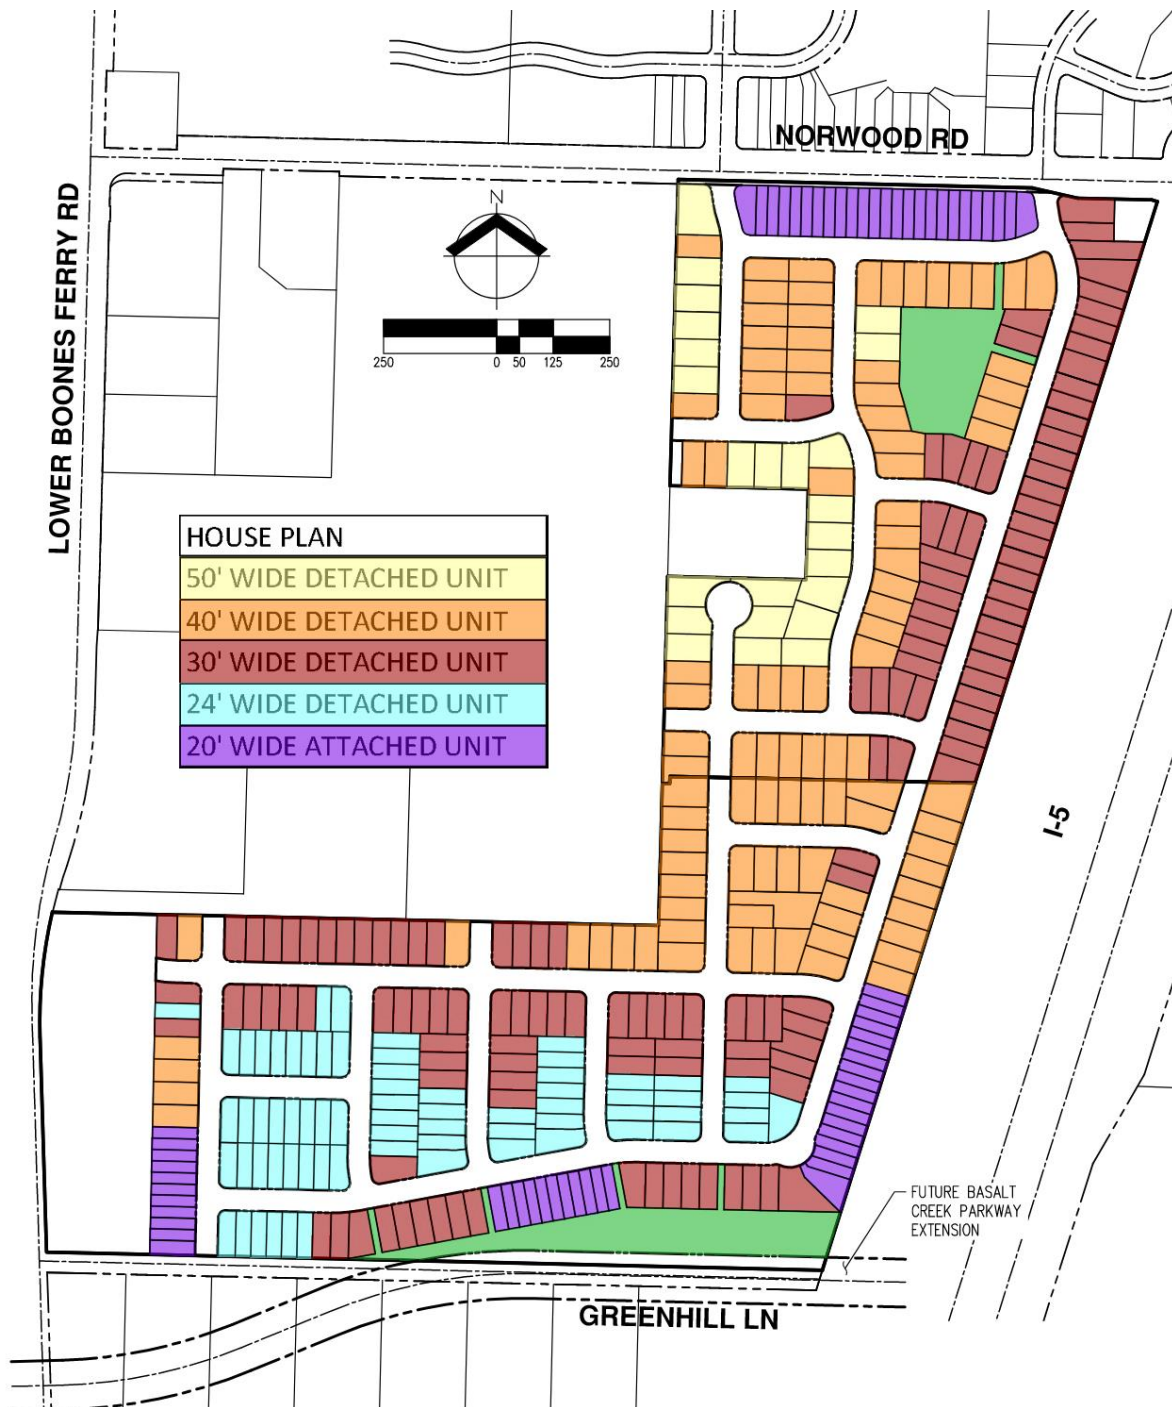 NORWOOD RD
LOWER BOONES FERRY RD
N
250 0 50 125 250
HOUSE PLAN
50' WIDE DETACHED UNIT
40' WIDE DETACHED UNIT
30' WIDE DETACHED UNIT
24' WIDE DETACHED UNIT
20' WIDE ATTACHED UNIT
I-5
FUTURE BASALT
CREEK PARKWAY
EXTENSION
GREENHILL LN